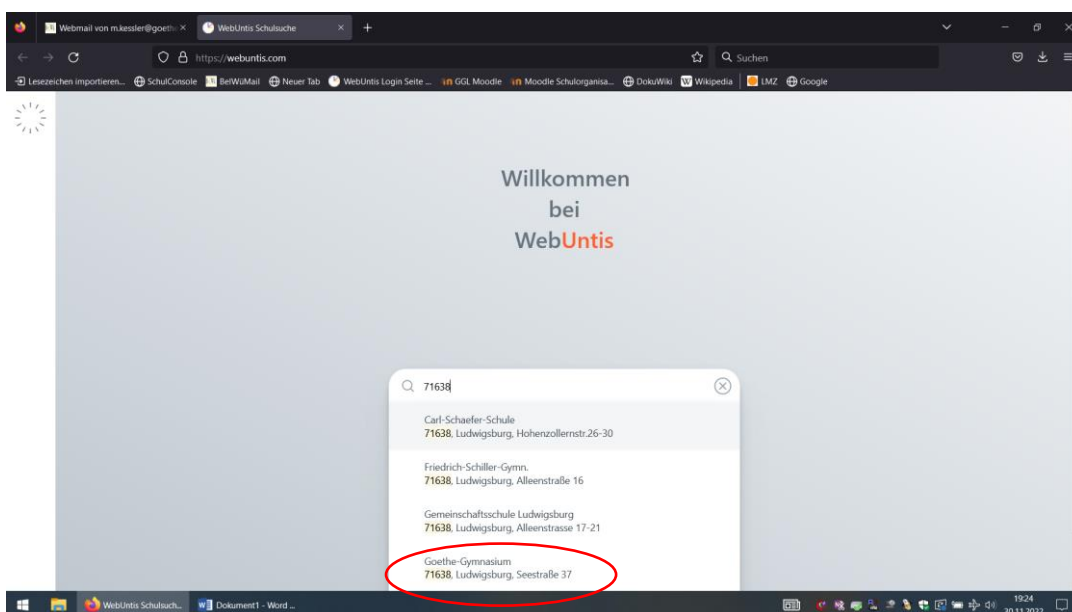 Webmail von m.kessler@goeth
WebUntis Schulsuche
https://webuntis.com
Suchen
Lesezeichen importieren...
SchulConsole
BelWüMail
Neuer Tab
WebUntis Login Seite ...
GGL Moodle
Moodle Schulorganisa...
DokuWiki
Wikipedia
LMZ
Google
Willkommen
bei
WebUntis
71638
Carl-Schaefer-Schule
71638, Ludwigsburg, Hohenzollernstr.26-30
Friedrich-Schiller-Gymn.
71638, Ludwigsburg, Alleenstraße 16
Gemeinschaftsschule Ludwigsburg
71638, Ludwigsburg, Alleenstrasse 17-21
Goethe-Gymnasium
71638, Ludwigsburg, Seestraße 37
WebUntis Schulsuch...
Dokument1 - Word ...
19:24